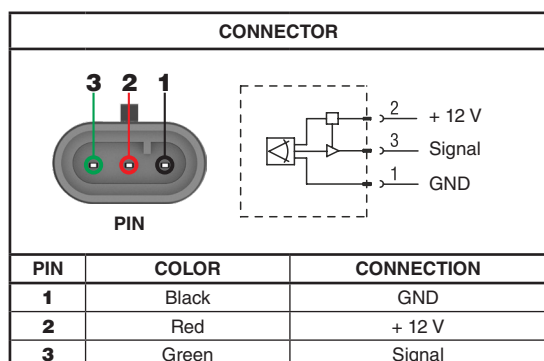 CONNECTOR
3 2 1
PIN
2 + 12 V
3 Signal
1 GND
PIN COLOR CONNECTION
1 Black GND
2 Red + 12 V
3 Green Signal